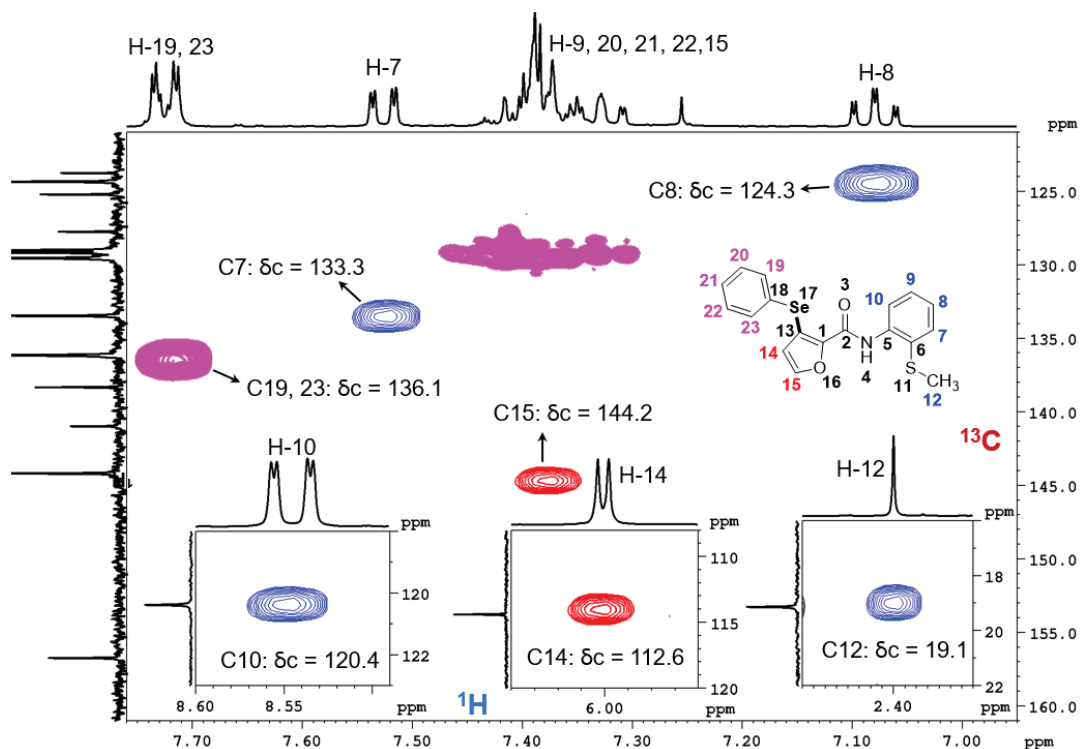 H-19, 23
H-7
H-9, 20, 21, 22,15
H-8
ppm
ppm
C8: δc = 124.3
125.0
C7: δc = 133.3
130.0
20
19
21
18
17
22
Se
23
13
1
14
15
O
16
3
O
2
N
H
4
10
9
8
7
5
6
S
11
CH3
12
135.0
C19, 23: δc = 136.1
C15: δc = 144.2
140.0
13C
H-10
H-14
H-12
145.0
ppm
ppm
ppm
110
120
115
18
20
150.0
C10: δc = 120.4
122
C14: δc = 112.6
C12: δc = 19.1
155.0
120
22
8.60
8.55
ppm
1H
6.00
ppm
2.40
ppm
160.0
7.70
7.60
7.50
7.40
7.30
7.20
7.10
7.00
ppm